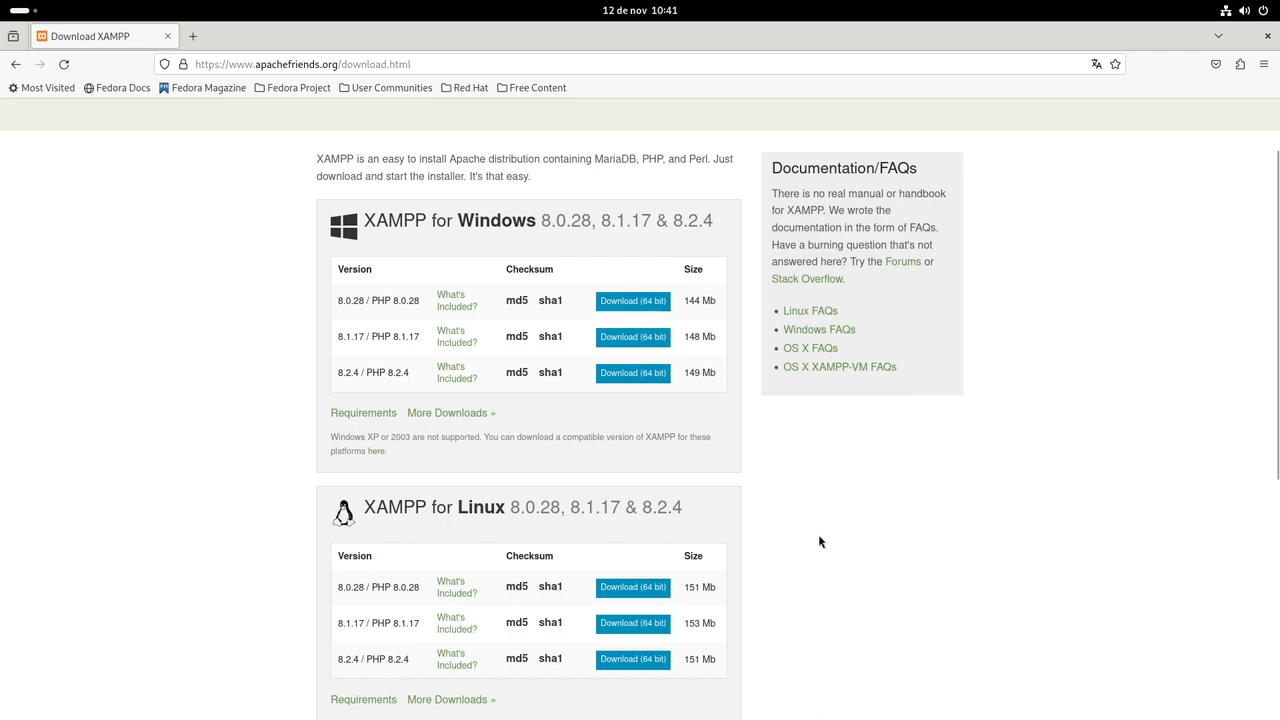 12 de nov 10:41
Download XAMPP
https://www.apachefriends.org/download.html
Most Visited Fedora Docs Fedora Magazine Fedora Project User Communities Red Hat Free Content
XAMPP is an easy to install Apache distribution containing MariaDB, PHP, and Perl. Just
download and start the installer. It's that easy.
XAMPP for Windows 8.0.28, 8.1.17 & 8.2.4
Version Checksum Size
8.0.28 / PHP 8.0.28 What's Included? md5 sha1 Download (64 bit) 144 Mb
8.1.17 / PHP 8.1.17 What's Included? md5 sha1 Download (64 bit) 148 Mb
8.2.4 / PHP 8.2.4 What's Included? md5 sha1 Download (64 bit) 149 Mb
Requirements More Downloads »
Windows XP or 2003 are not supported. You can download a compatible version of XAMPP for these
platforms here.
XAMPP for Linux 8.0.28, 8.1.17 & 8.2.4
Version Checksum Size
8.0.28 / PHP 8.0.28 What's Included? md5 sha1 Download (64 bit) 151 Mb
8.1.17 / PHP 8.1.17 What's Included? md5 sha1 Download (64 bit) 153 Mb
8.2.4 / PHP 8.2.4 What's Included? md5 sha1 Download (64 bit) 151 Mb
Requirements More Downloads »
Documentation/FAQs
There is no real manual or handbook
for XAMPP. We wrote the
documentation in the form of FAQs.
Have a burning question that's not
answered here? Try the Forums or
Stack Overflow.
• Linux FAQs
• Windows FAQs
• OS X FAQs
• OS X XAMPP-VM FAQs